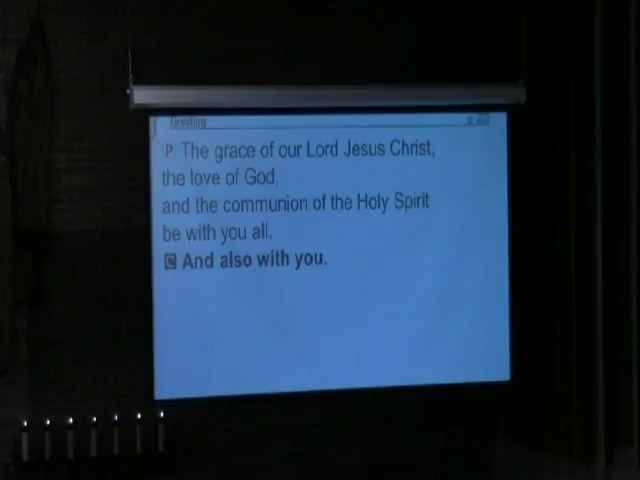 Greeting
P The grace of our Lord Jesus Christ,
the love of God,
and the communion of the Holy Spirit
be with you all.
C And also with you.